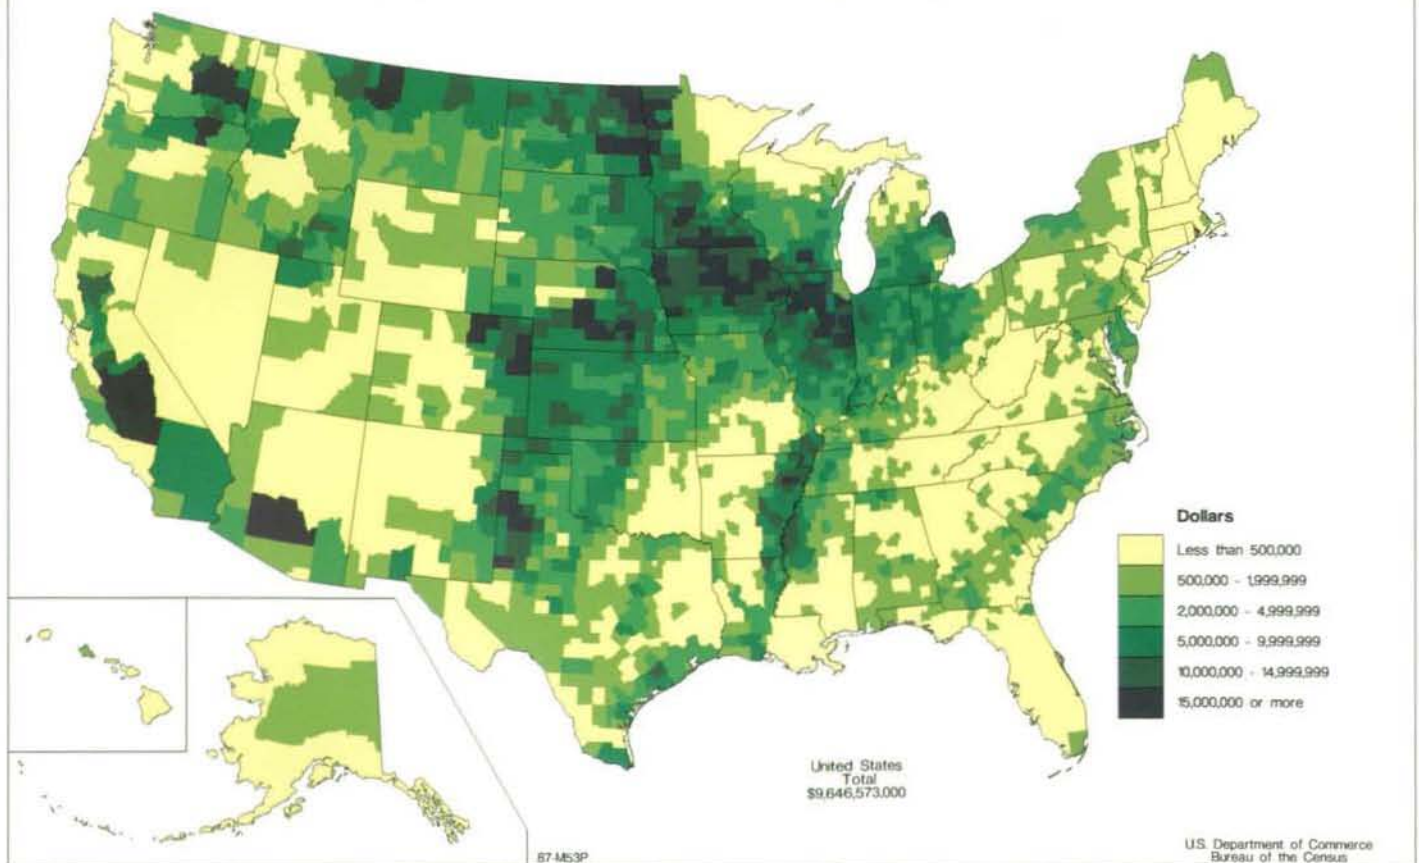 Dollars
Less than 500,000
500,000 - 1,999,999
2,000,000 - 4,999,999
5,000,000 - 9,999,999
10,000,000 - 14,999,999
15,000,000 or more
United States
Total
$9,646,573,000
87-M53P
U.S. Department of Commerce
Bureau of the Census